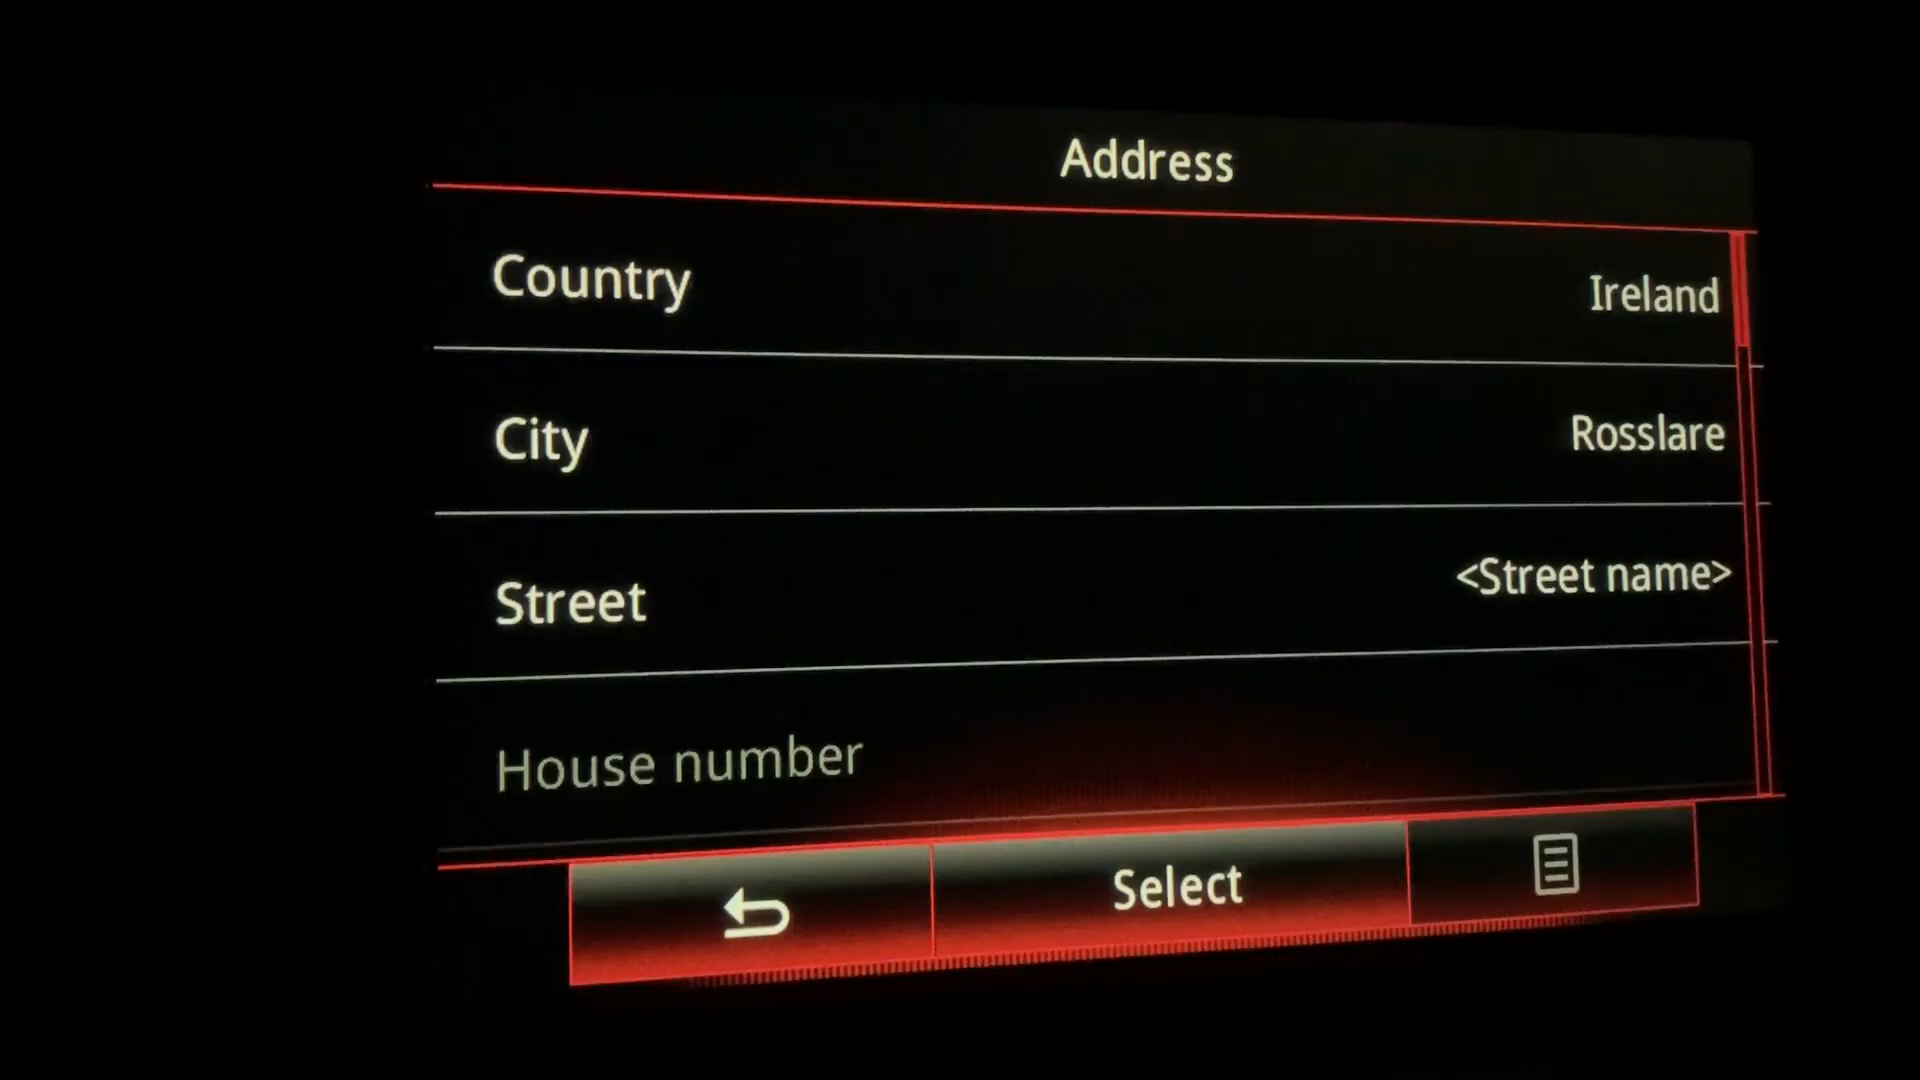 Address
Country
Ireland
City
Rosslare
Street
<Street name>
House number
Select